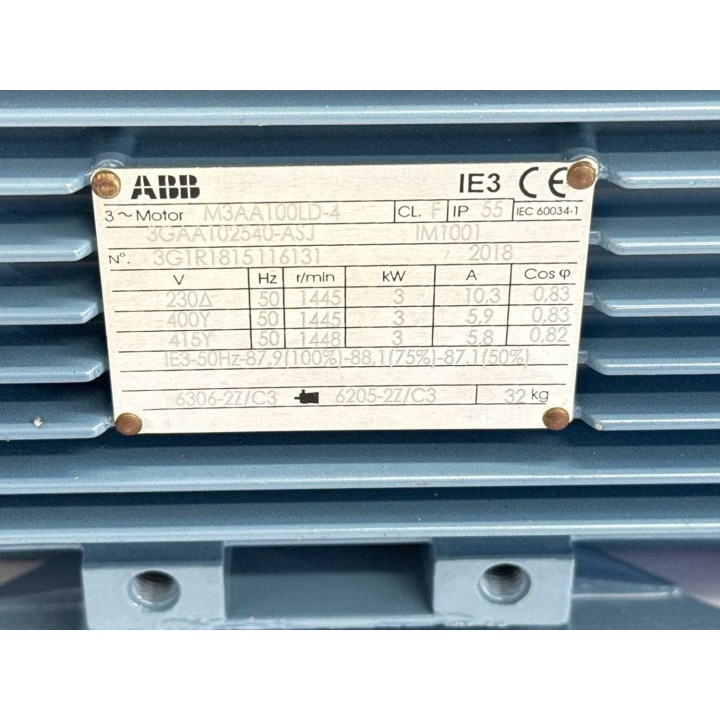 ABB IE3 CE
3~Motor M3AA100LD-4 CL. F IP 55 IEC 60034-1
3GAA102540-ASJ IM1001
N°. 3G1R1815116131 2018
V Hz r/min kW A Cos φ
230Δ 50 1445 3 10,3 0,83
400Y 50 1445 3 5,9 0,83
415Y 50 1448 3 5,8 0,82
IE3-50Hz-87,9(100%)-88,1(75%)-87,1(50%)
6306-2Z/C3 6205-2Z/C3 32 kg